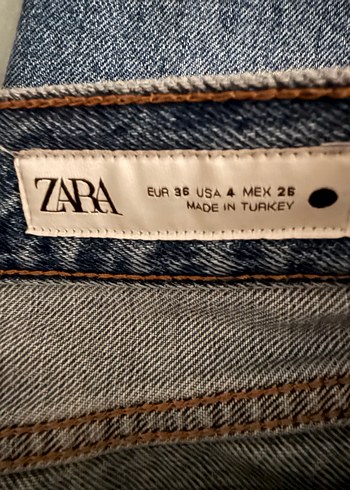 ZARA
EUR 36 USA 4 MEX 26
MADE IN TURKEY